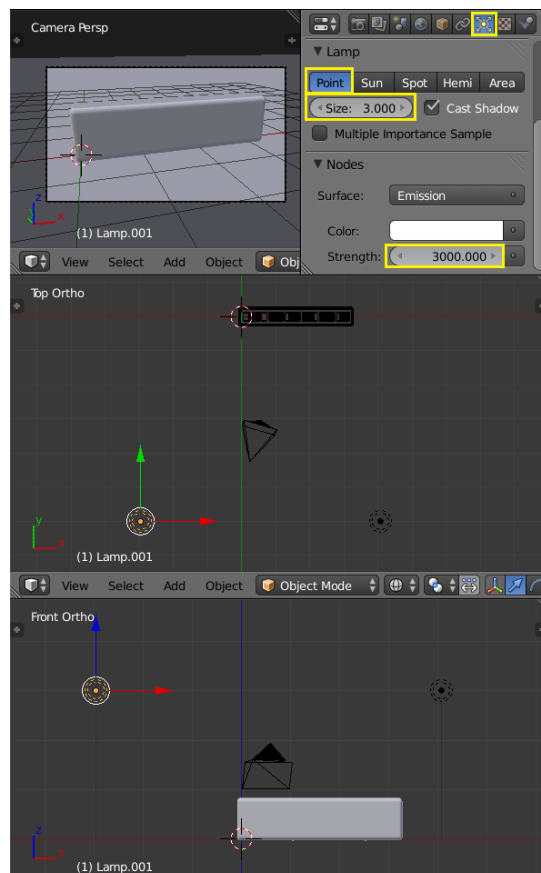 Camera Persp
z
x
(1) Lamp.001
View Select Add Object Obj
Lamp
Point Sun Spot Hemi Area
Size: 3.000 Cast Shadow
Multiple Importance Sample
Nodes
Surface: Emission
Color:
Strength: 3000.000
Top Ortho
y
x
(1) Lamp.001
View Select Add Object Object Mode
Front Ortho
z
x
(1) Lamp.001